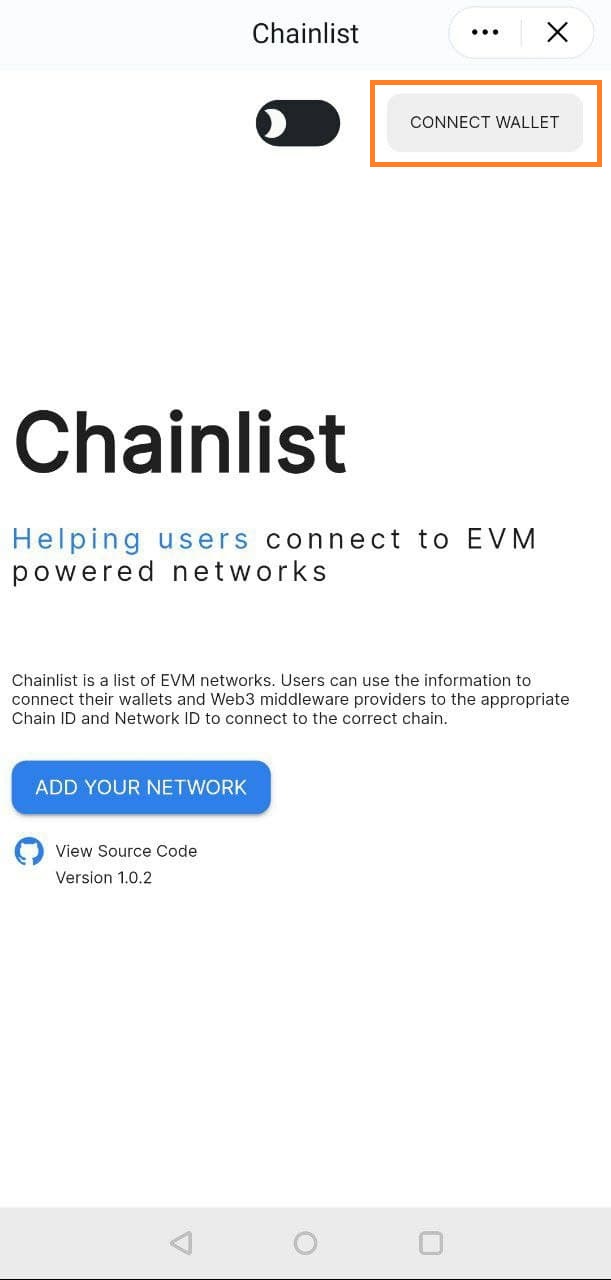 Chainlist
CONNECT WALLET
Chainlist
Helping users connect to EVM
powered networks
Chainlist is a list of EVM networks. Users can use the information to
connect their wallets and Web3 middleware providers to the appropriate
Chain ID and Network ID to connect to the correct chain.
ADD YOUR NETWORK
View Source Code
Version 1.0.2